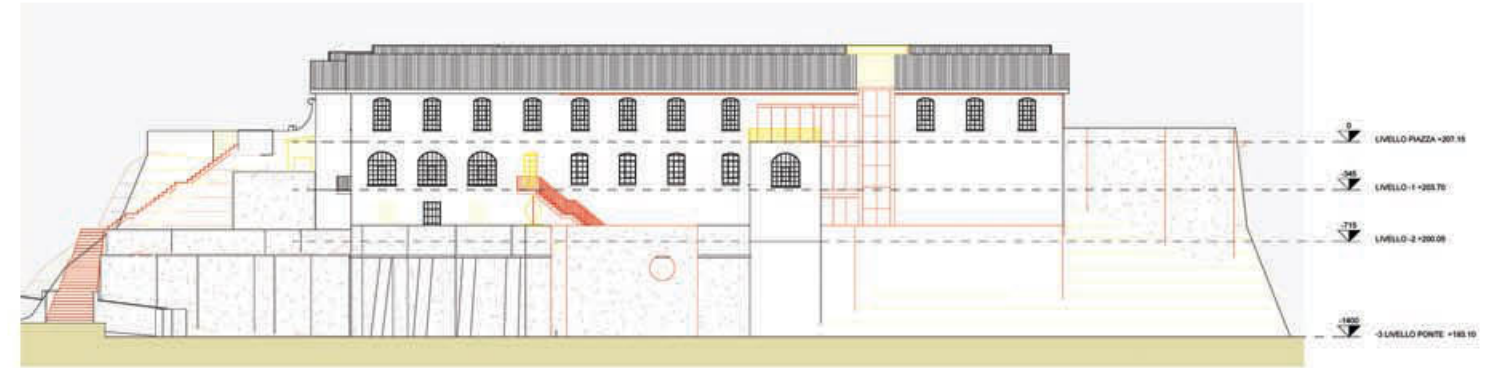 0
LIVELLO PIAZZA +207.15
-345
LIVELLO -1 +203.70
-715
LIVELLO -2 +200.05
-1400
-3 LIVELLO PONTE +193.10